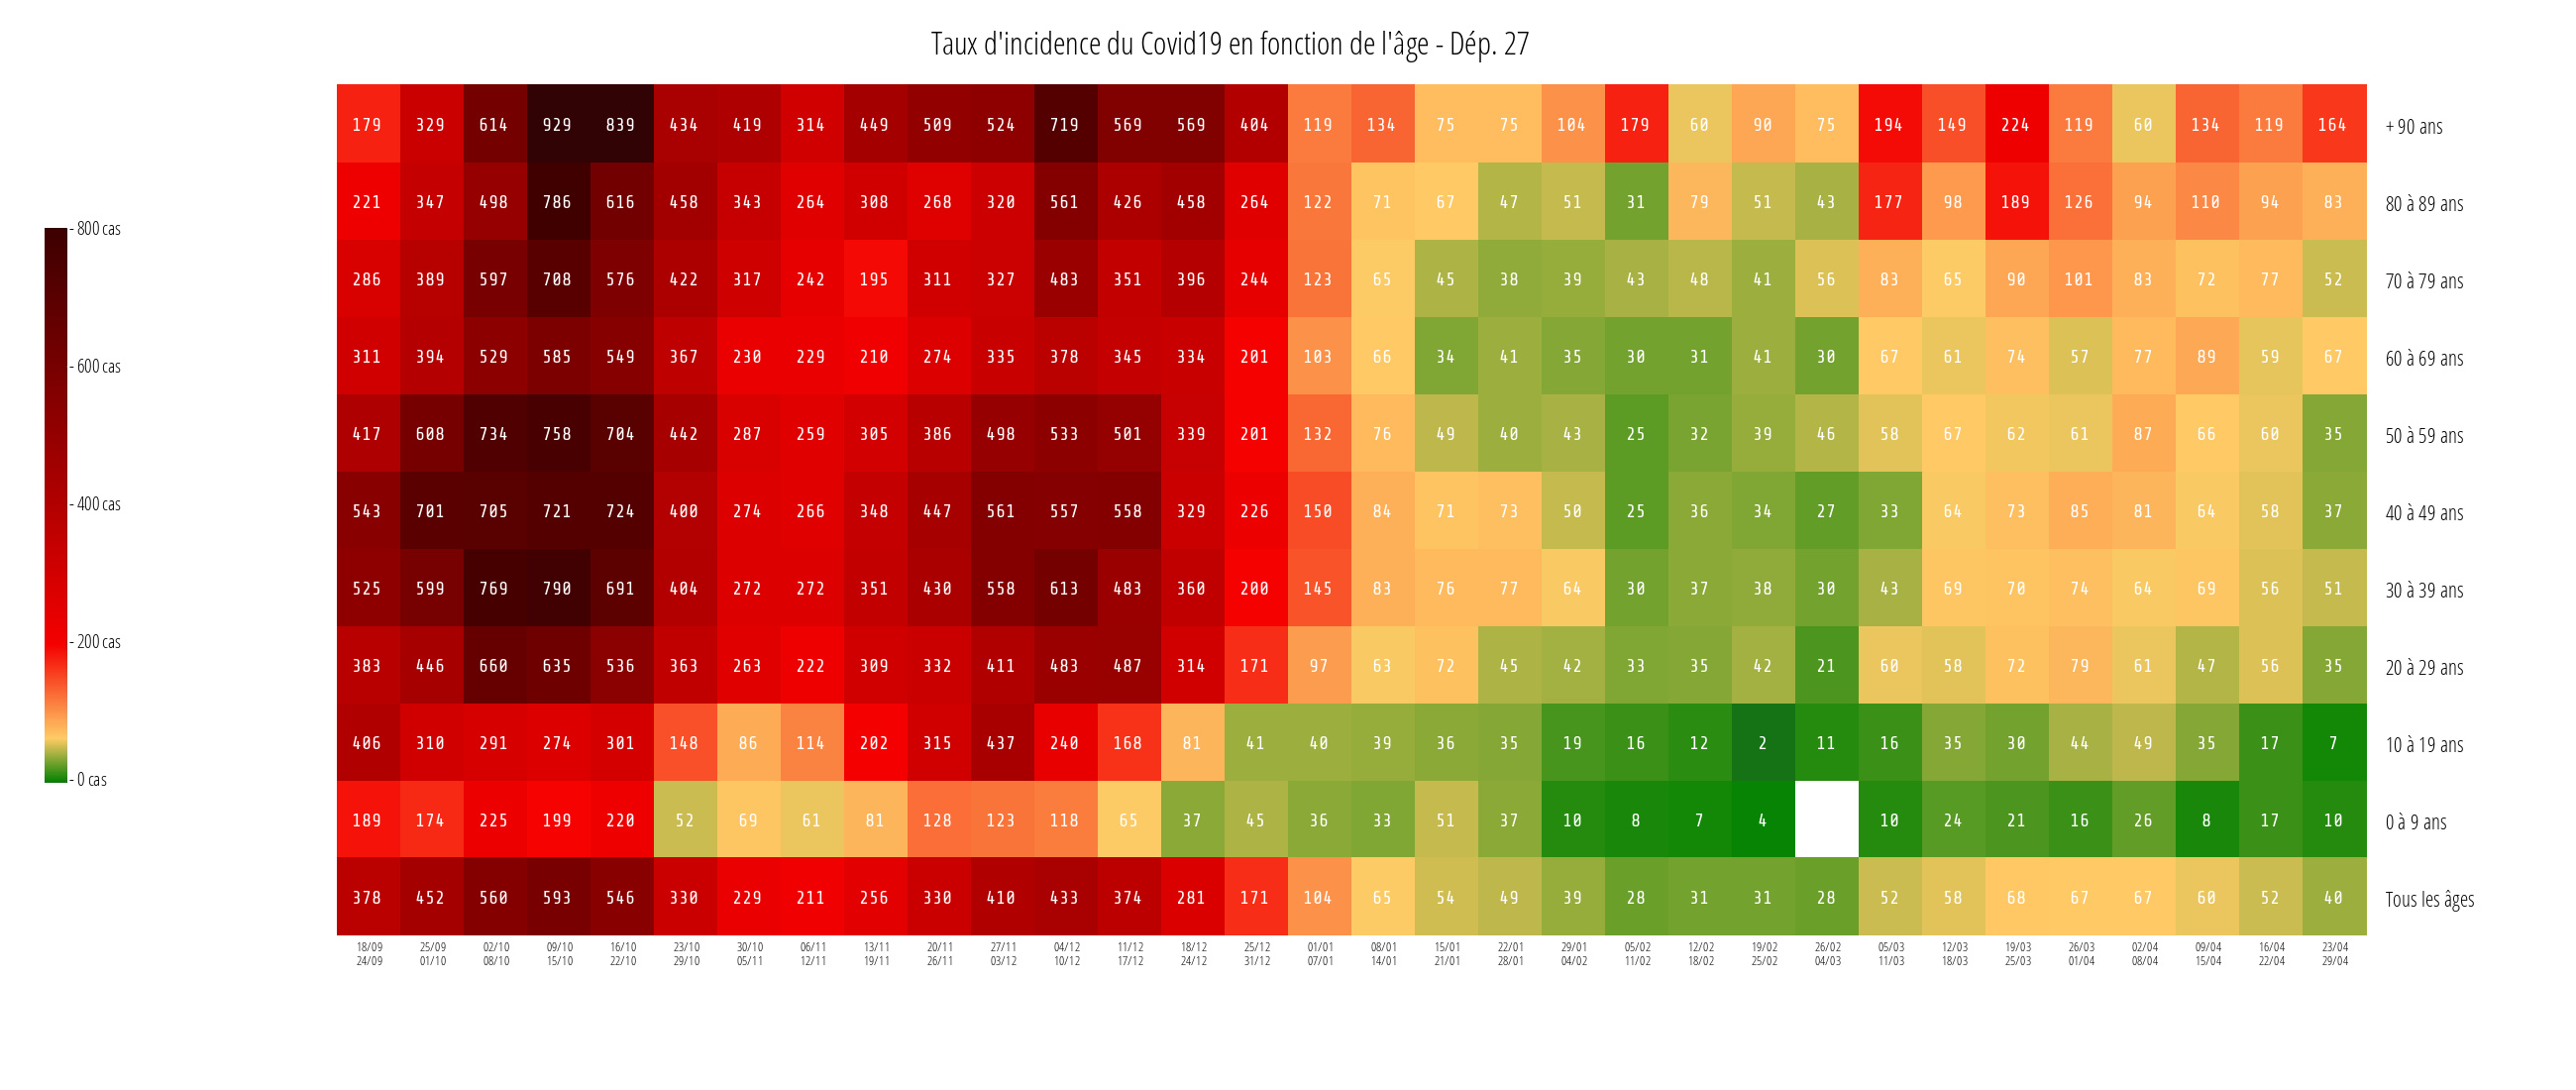 Taux d'incidence du Covid19 en fonction de l'âge - Dép. 27
- 800 cas
- 600 cas
- 400 cas
- 200 cas
- 0 cas
179 329 614 929 839 434 419 314 449 509 524 719 569 569 404 119 134 75 75 104 179 60 90 75 194 149 224 119 60 134 119 164 + 90 ans
221 347 498 786 616 458 343 264 308 268 320 561 426 458 264 122 71 67 47 51 31 79 51 43 177 98 189 126 94 110 94 83 80 à 89 ans
286 389 597 708 576 422 317 242 195 311 327 483 351 396 244 123 65 45 38 39 43 48 41 56 83 65 90 101 83 72 77 52 70 à 79 ans
311 394 529 585 549 367 230 229 210 274 335 378 345 334 201 103 66 34 41 35 30 31 41 30 67 61 74 57 77 89 59 67 60 à 69 ans
417 608 734 758 704 442 287 259 305 386 498 533 501 339 201 132 76 49 40 43 25 32 39 46 58 67 62 61 87 66 60 35 50 à 59 ans
543 701 705 721 724 400 274 266 348 447 561 557 558 329 226 150 84 71 73 50 25 36 34 27 33 64 73 85 81 64 58 37 40 à 49 ans
525 599 769 790 691 404 272 272 351 430 558 613 483 360 200 145 83 76 77 64 30 37 38 30 43 69 70 74 64 69 56 51 30 à 39 ans
383 446 660 635 536 363 263 222 309 332 411 483 487 314 171 97 63 72 45 42 33 35 42 21 60 58 72 79 61 47 56 35 20 à 29 ans
406 310 291 274 301 148 86 114 202 315 437 240 168 81 41 40 39 36 35 19 16 12 2 11 16 35 30 44 49 35 17 7 10 à 19 ans
189 174 225 199 220 52 69 61 81 128 123 118 65 37 45 36 33 51 37 10 8 7 4 10 24 21 16 26 8 17 10 0 à 9 ans
378 452 560 593 546 330 229 211 256 330 410 433 374 281 171 104 65 54 49 39 28 31 31 28 52 58 68 67 67 60 52 40 Tous les âges
18/09 25/09 02/10 09/10 16/10 23/10 30/10 06/11 13/11 20/11 27/11 04/12 11/12 18/12 25/12 01/01 08/01 15/01 22/01 29/01 05/02 12/02 19/02 26/02 05/03 12/03 19/03 26/03 02/04 09/04 16/04 23/04
24/09 01/10 08/10 15/10 22/10 29/10 05/11 12/11 19/11 26/11 03/12 10/12 17/12 24/12 31/12 07/01 14/01 21/01 28/01 04/02 11/02 18/02 25/02 04/03 11/03 18/03 25/03 01/04 08/04 15/04 22/04 29/04